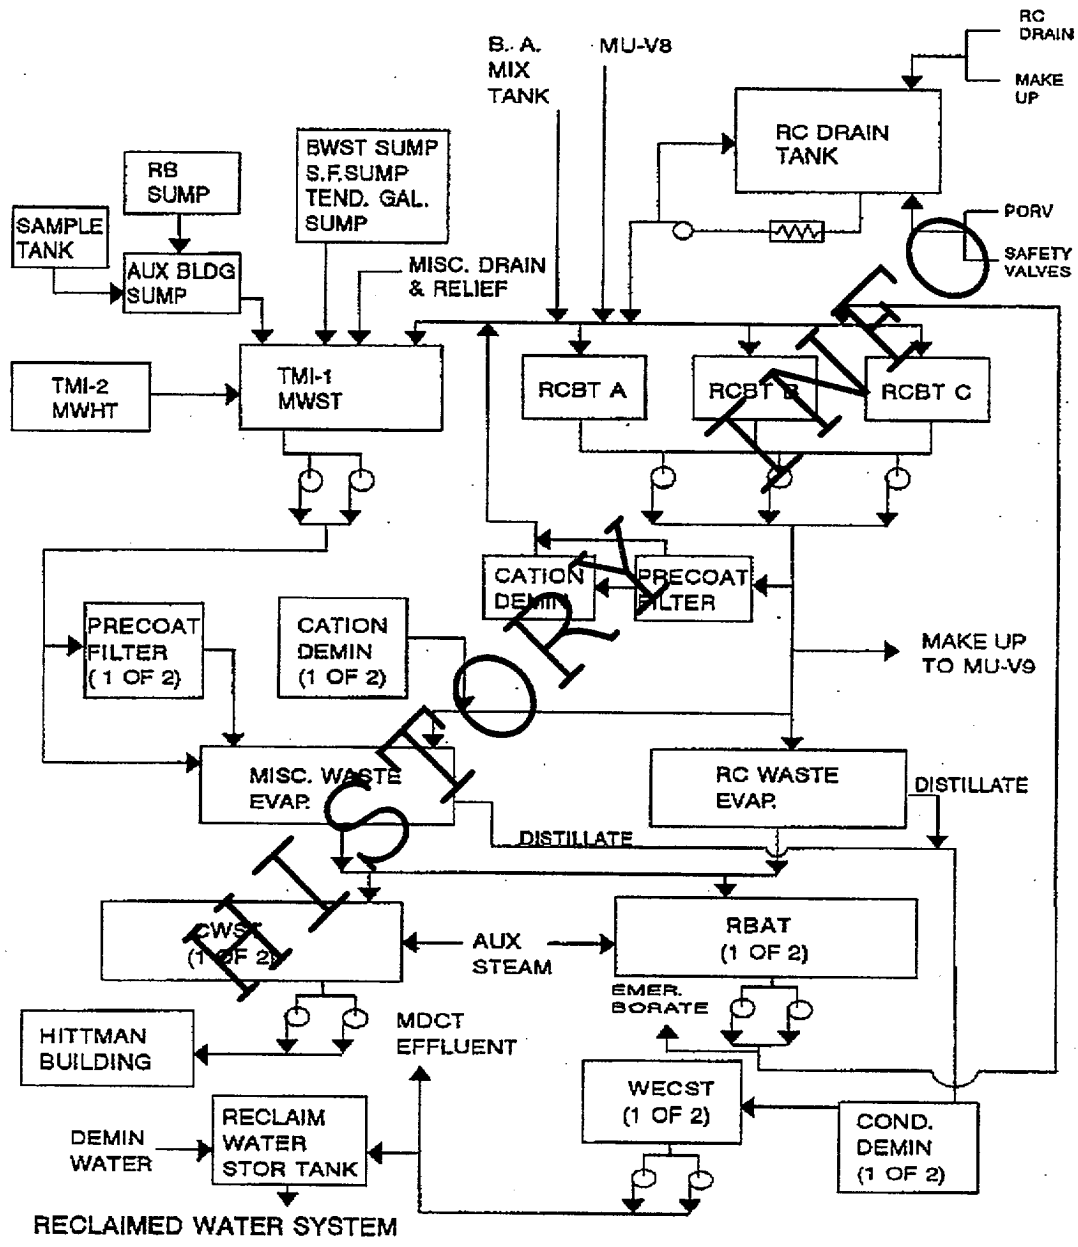 RC
DRAIN
B. A.
MIX
TANK
MU-V8
MAKE
UP
RC DRAIN
TANK
BWST SUMP
S.F.SUMP
TEND. GAL.
SUMP
RB
SUMP
SAMPLE
TANK
AUX BLDG
SUMP
MISC. DRAIN
& RELIEF
PORV
SAFETY
VALVES
TMI-2
MWHT
TMI-1
MWST
RCBT A
RCBT B
RCBT C
CATION
DEMIN
PRECOAT
FILTER
PRECOAT
FILTER
( 1 OF 2)
CATION
DEMIN
(1 OF 2)
MAKE UP
TO MU-V9
MISC. WASTE
EVAP.
RC WASTE
EVAP.
DISTILLATE
DISTILLATE
CWST
(1 OF 2)
AUX
STEAM
RBAT
(1 OF 2)
EMER.
BORATE
HITTMAN
BUILDING
MDCT
EFFLUENT
WECST
(1 OF 2)
COND.
DEMIN
(1 OF 2)
DEMIN
WATER
RECLAIM
WATER
STOR TANK
RECLAIMED WATER SYSTEM
HISTORY INFO